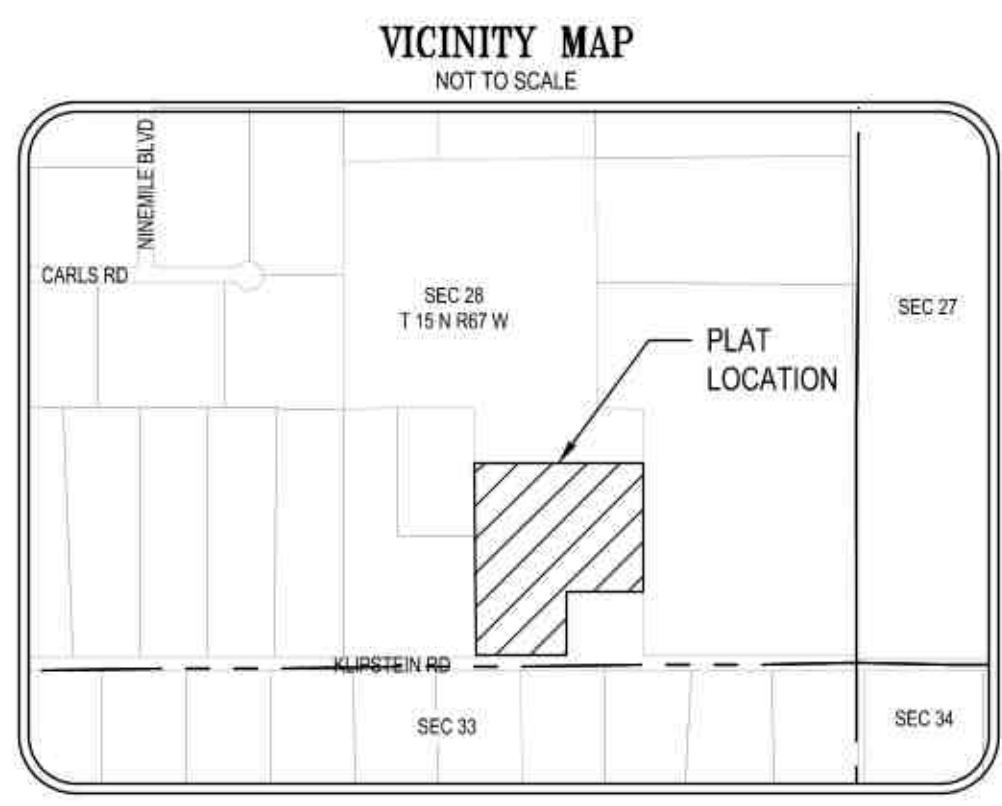 VICINITY MAP
NOT TO SCALE
NINEMILE BLVD
CARLS RD
SEC 28
T 15 N R67 W
SEC 27
PLAT
LOCATION
KLIPSTEIN RD
SEC 33
SEC 34